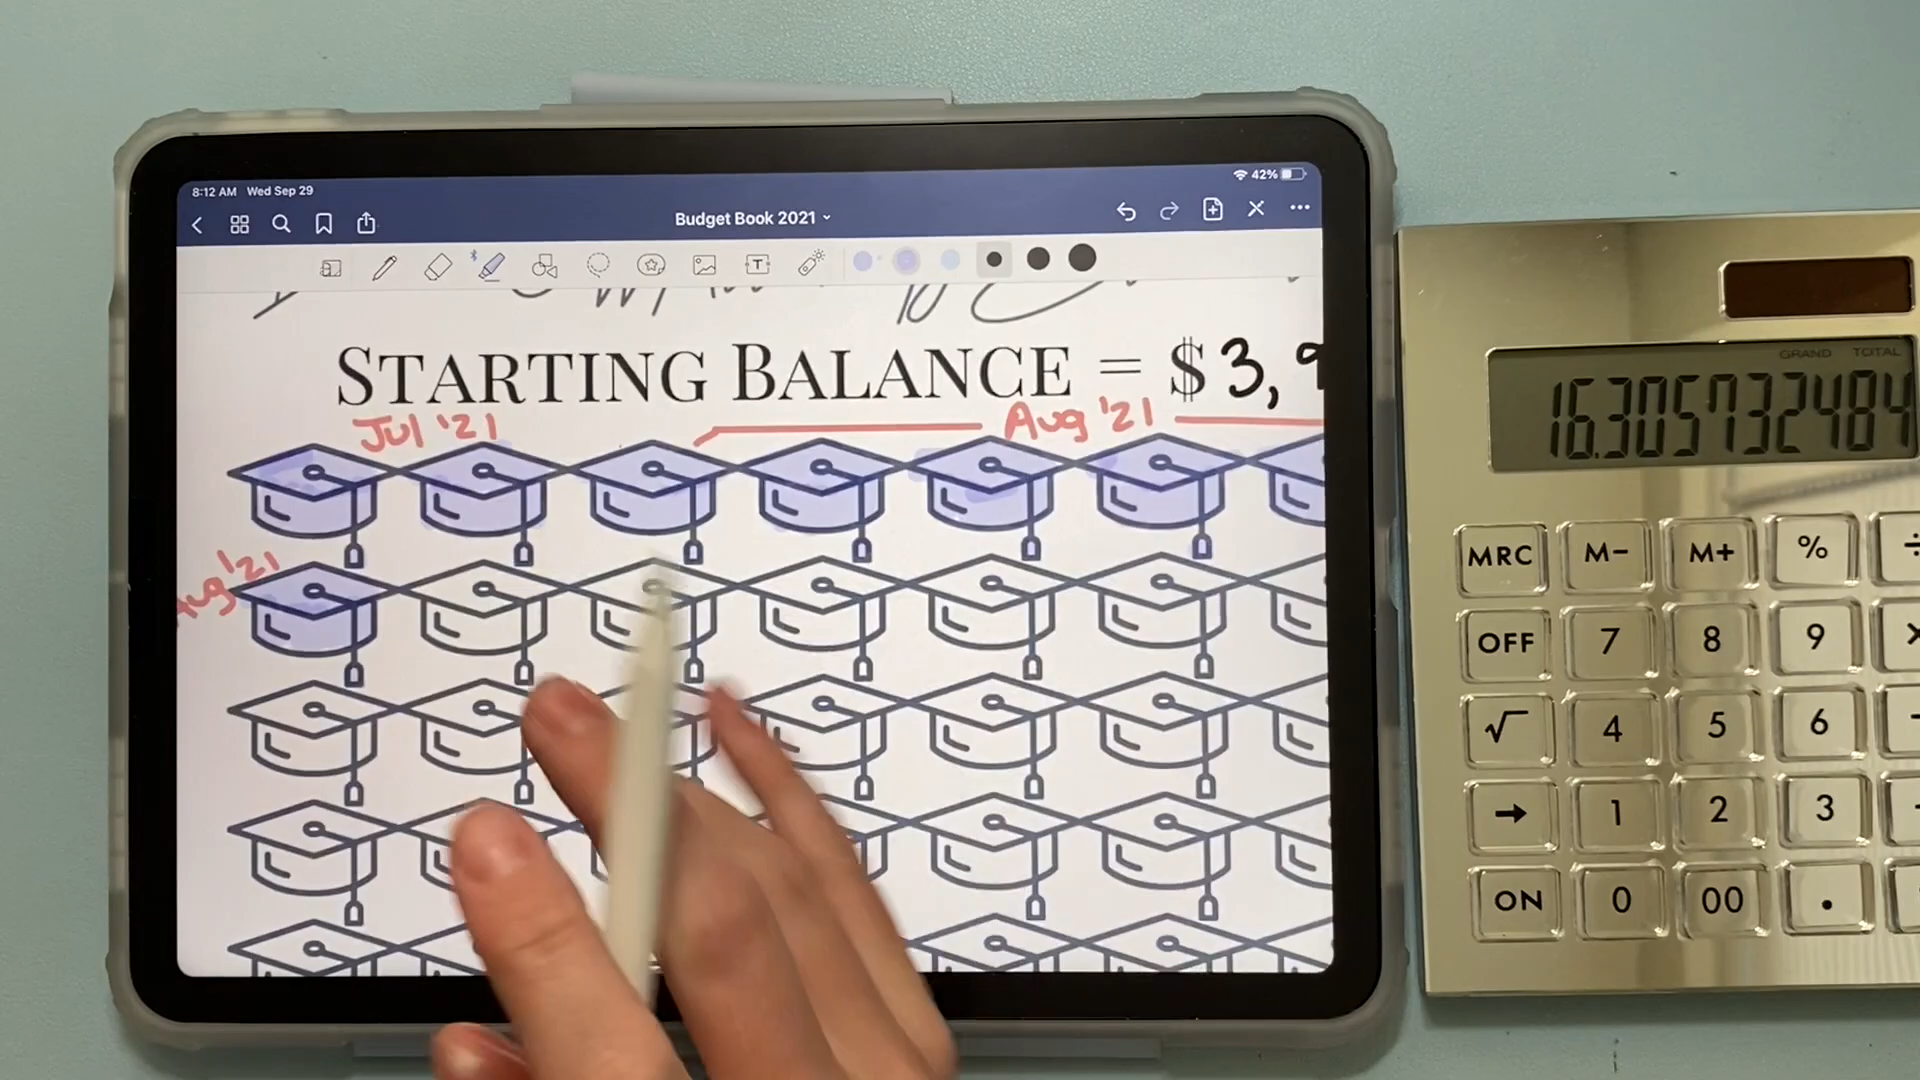 8:12 AM Wed Sep 29
42%
Budget Book 2021
T
STARTING BALANCE = $3,9
Jul '21
Aug '21
Aug '21
GRAND TOTAL
16.305732484
MRC M- M+ % ÷
OFF 7 8 9 ×
√ 4 5 6 -
→ 1 2 3
ON 0 00 .